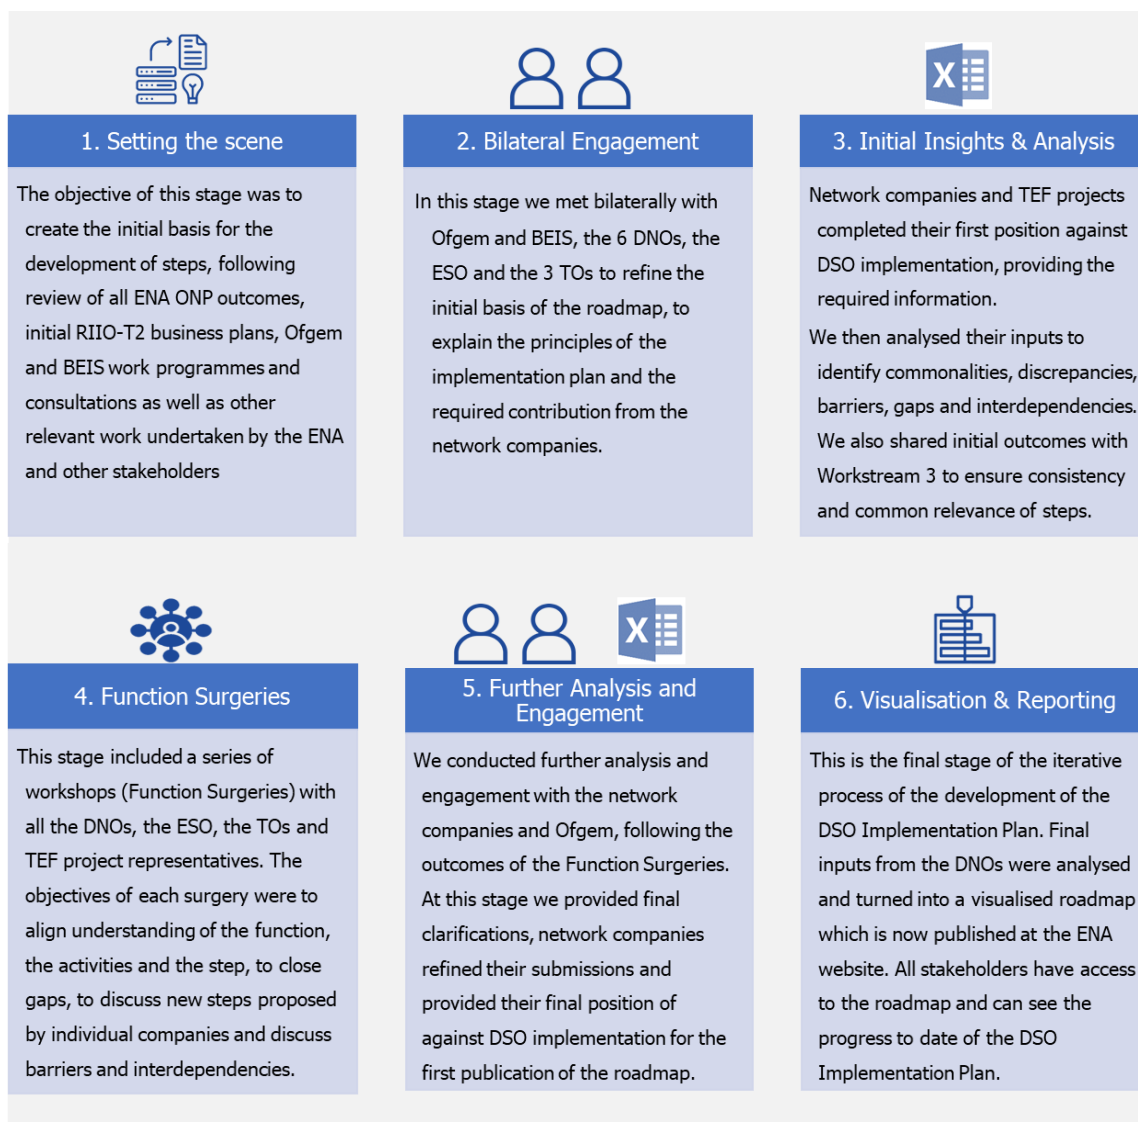 1. Setting the scene
The objective of this stage was to
create the initial basis for the
development of steps, following
review of all ENA ONP outcomes,
initial RIIO-T2 business plans, Ofgem
and BEIS work programmes and
consultations as well as other
relevant work undertaken by the ENA
and other stakeholders
2. Bilateral Engagement
In this stage we met bilaterally with
Ofgem and BEIS, the 6 DNOs, the
ESO and the 3 TOs to refine the
initial basis of the roadmap, to
explain the principles of the
implementation plan and the
required contribution from the
network companies.
X
3. Initial Insights & Analysis
Network companies and TEF projects
completed their first position against
DSO implementation, providing the
required information.
We then analysed their inputs to
identify commonalities, discrepancies,
barriers, gaps and interdependencies.
We also shared initial outcomes with
Workstream 3 to ensure consistency
and common relevance of steps.
4. Function Surgeries
This stage included a series of
workshops (Function Surgeries) with
all the DNOs, the ESO, the TOs and
TEF project representatives. The
objectives of each surgery were to
align understanding of the function,
the activities and the step, to close
gaps, to discuss new steps proposed
by individual companies and discuss
barriers and interdependencies.
X
5. Further Analysis and
Engagement
We conducted further analysis and
engagement with the network
companies and Ofgem, following the
outcomes of the Function Surgeries.
At this stage we provided final
clarifications, network companies
refined their submissions and
provided their final position of
against DSO implementation for the
first publication of the roadmap.
6. Visualisation & Reporting
This is the final stage of the iterative
process of the development of the
DSO Implementation Plan. Final
inputs from the DNOs were analysed
and turned into a visualised roadmap
which is now published at the ENA
website. All stakeholders have access
to the roadmap and can see the
progress to date of the DSO
Implementation Plan.